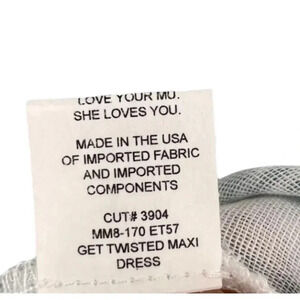 LOVE YOUR MU.
SHE LOVES YOU.
MADE IN THE USA
OF IMPORTED FABRIC
AND IMPORTED
COMPONENTS
CUT# 3904
MM8-170 ET57
GET TWISTED MAXI
DRESS